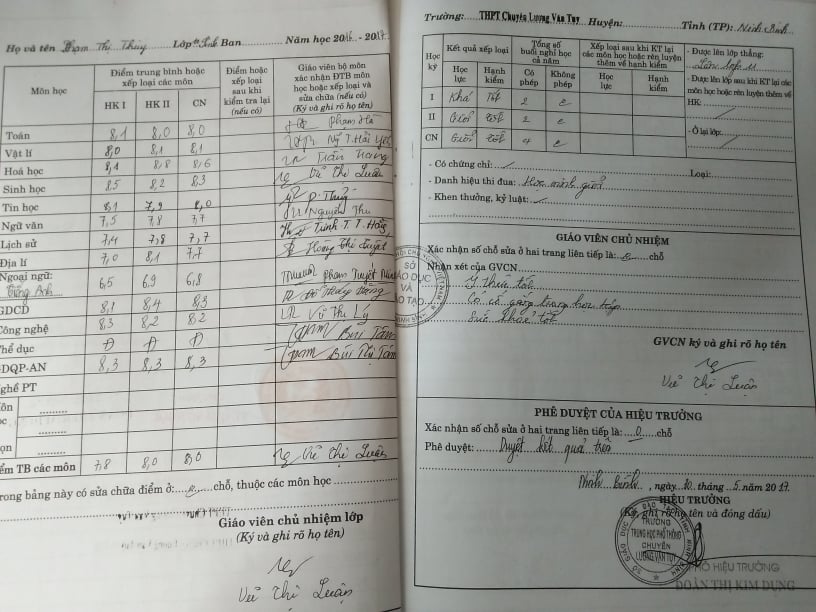 Họ và tên Phạm Thị Thùy Lớp 10 Sinh Ban Năm học 2016 - 2017
Môn học
Điểm trung bình hoặc xếp loại các môn
HK I HK II CN
Điểm hoặc xếp loại sau khi kiểm tra lại (nếu có)
Giáo viên bộ môn xác nhận ĐTB môn học hoặc xếp loại và sửa chữa (nếu có) (Ký và ghi rõ họ tên)
Toán 8,1 8,0 8,0 Phạm Hà
Vật lí 8,0 8,1 8,1 T. Hải Yến
Hoá học 8,4 8,8 8,6 Trần Trang
Sinh học 8,5 8,2 8,3 Vũ Thị Luận
Tin học 8,1 7,9 8,0 P. Thủy
Ngữ văn 7,5 7,8 7,7 Nguyễn Thu
Lịch sử 7,4 7,8 7,7 Trinh T. T. Hồng
Địa lí 7,0 8,1 7,7 Hoàng Thị Tuyết
Ngoại ngữ: Tiếng Anh 6,5 6,9 6,8 Phạm Tuyết
GDCD 8,1 8,4 8,3 Đỗ Hồng
Công nghệ 8,3 8,2 8,2 Vũ Thị Lý
Thể dục Đ Đ Đ Bùi Tâm
GDQP-AN 8,3 8,3 8,3 Bùi Thị Tâm
Nghề PT
ôn
ọc
ọn
Điểm TB các môn 7,8 8,0 8,0 Vũ Thị Luận
Trong bảng này có sửa chữa điểm ở: 0 chỗ, thuộc các môn học
Giáo viên chủ nhiệm lớp
(Ký và ghi rõ họ tên)
Vũ Thị Luận
Trường: THPT Chuyên Lương Văn Tụy Huyện: Tỉnh (TP): Ninh Bình
Học kỳ
Kết quả xếp loại
Học lực Hạnh kiểm
Tổng số buổi nghỉ học cả năm
Có phép Không phép
Xếp loại sau khi KT lại các môn học hoặc rèn luyện thêm về hạnh kiểm
Học lực Hạnh kiểm
- Được lên lớp thẳng:
Lên lớp 11
- Được lên lớp sau khi KT lại các môn học hoặc rèn luyện thêm về HK:
- Ở lại lớp:
I Khá Tốt 2 0
II Giỏi tốt 2 0
CN Giỏi tốt 4 0
- Có chứng chỉ: Loại:
- Danh hiệu thi đua: Học sinh giỏi
- Khen thưởng, kỷ luật:
GIÁO VIÊN CHỦ NHIỆM
Xác nhận số chỗ sửa ở hai trang liên tiếp là: 0 chỗ
Nhận xét của GVCN:
Ý thức tốt
Có cố gắng trong học tập
Sức khỏe tốt
GVCN ký và ghi rõ họ tên
Vũ Thị Luận
SỞ
GIÁO DỤC
VÀ
ĐÀO TẠO
PHÊ DUYỆT CỦA HIỆU TRƯỞNG
Xác nhận số chỗ sửa ở hai trang liên tiếp là: 0 chỗ
Phê duyệt: Duyệt kết quả trên
Ninh Bình, ngày 20 tháng 5 năm 2017
HIỆU TRƯỞNG
(Ký, ghi rõ họ tên và đóng dấu)
TRƯỜNG
TRUNG HỌC PHỔ THÔNG
CHUYÊN
LƯƠNG VĂN TỤY
PHÓ HIỆU TRƯỞNG
ĐOÀN THỊ KIM DUNG